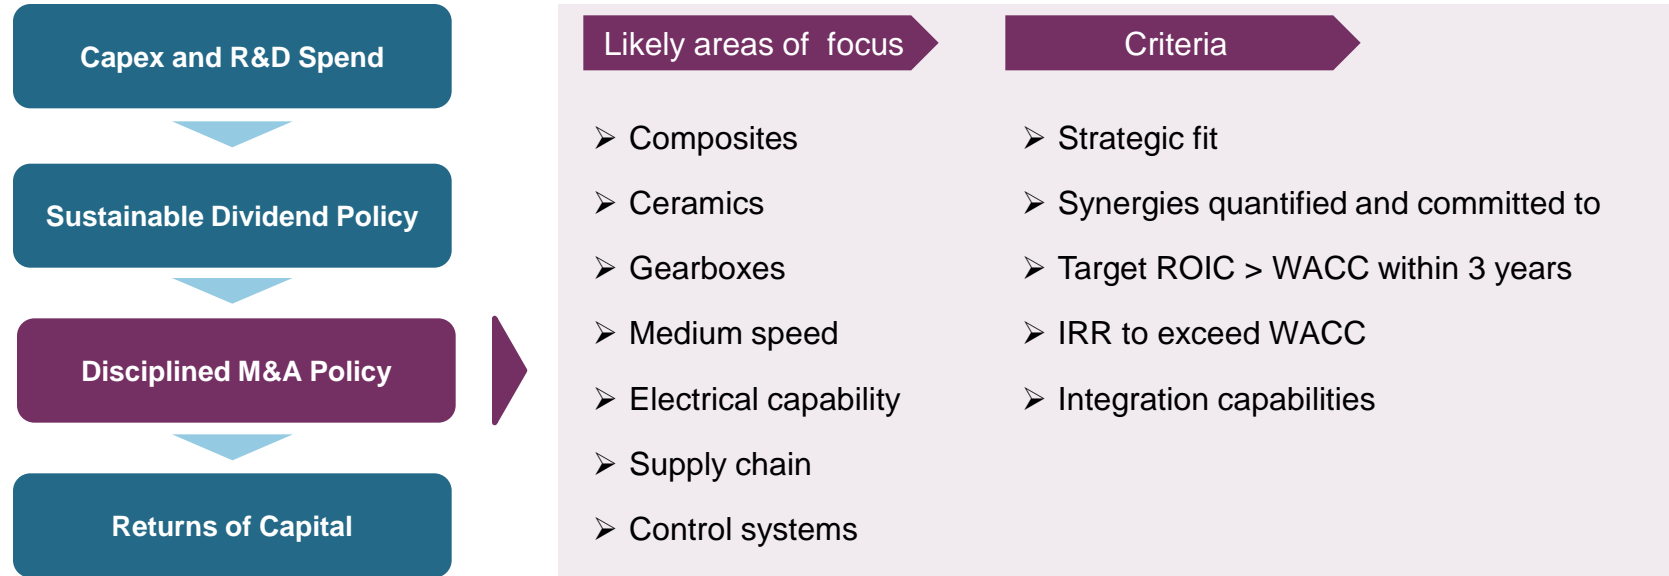 Capex and R&D Spend
Sustainable Dividend Policy
Disciplined M&A Policy
Returns of Capital
Likely areas of focus
Composites
Ceramics
Gearboxes
Medium speed
Electrical capability
Supply chain
Control systems
Criteria
Strategic fit
Synergies quantified and committed to
Target ROIC > WACC within 3 years
IRR to exceed WACC
Integration capabilities